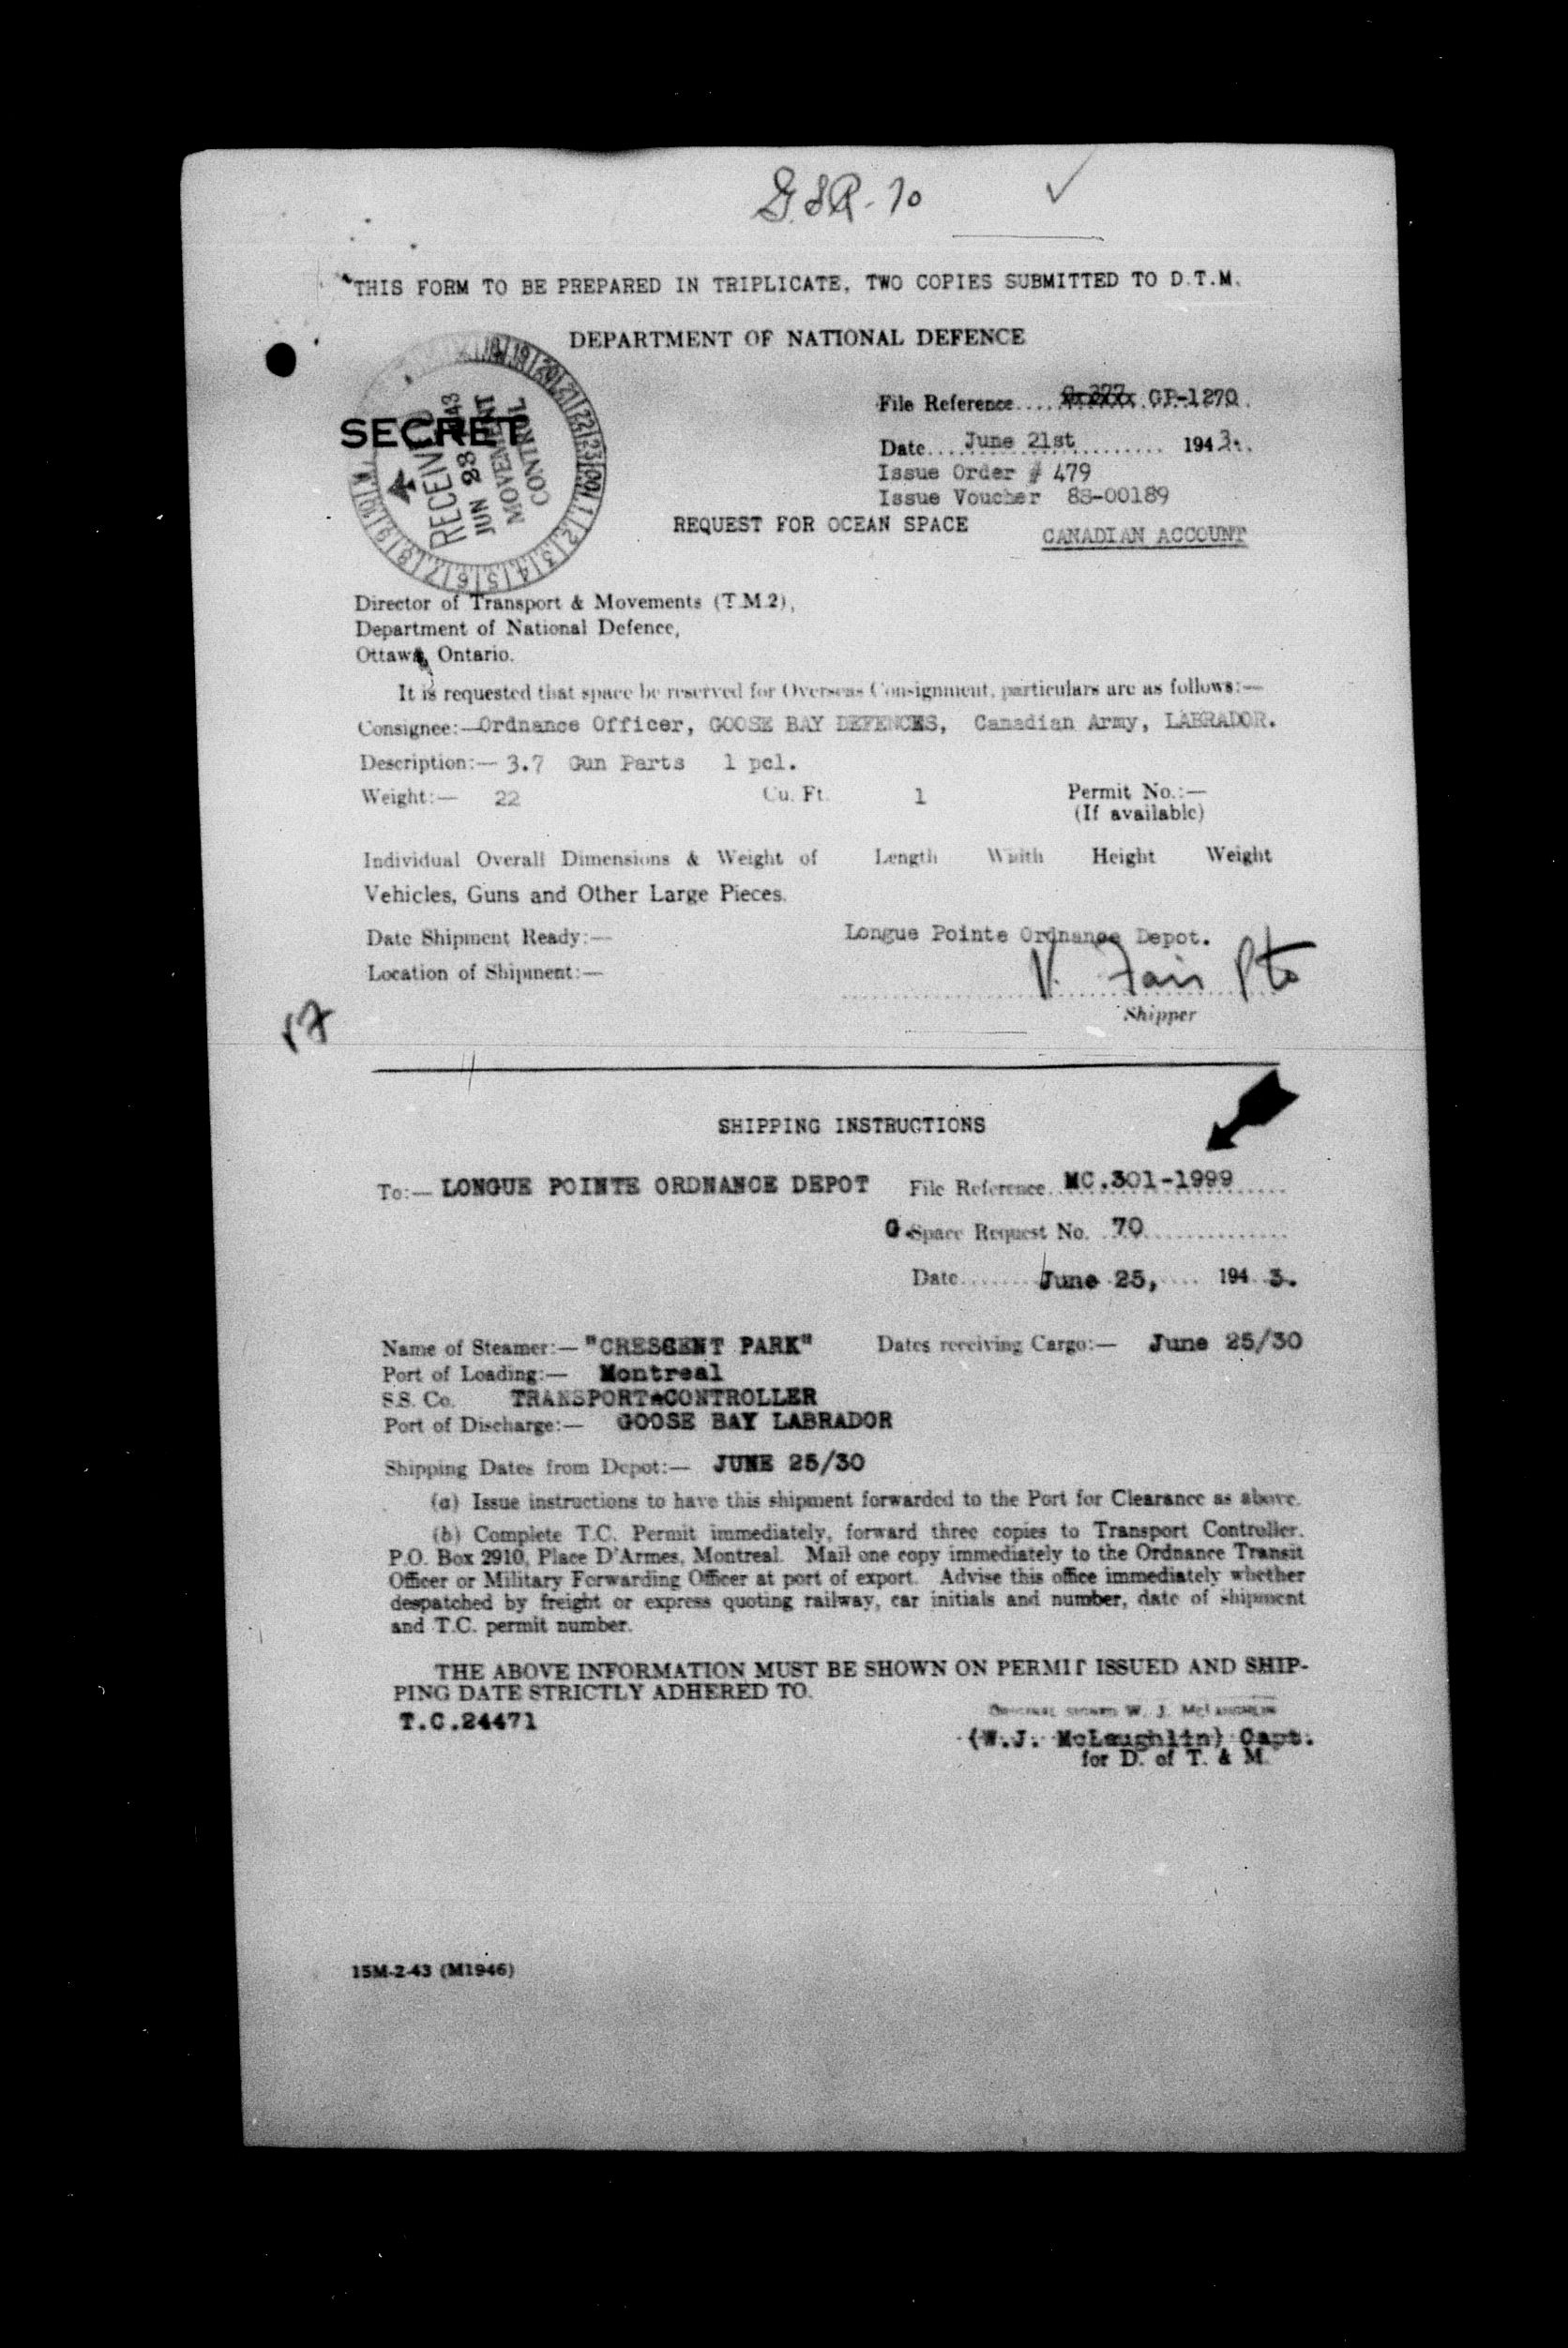 G.S.R. 70
THIS FORM TO BE PREPARED IN TRIPLICATE, TWO COPIES SUBMITTED TO D.T.M.
DEPARTMENT OF NATIONAL DEFENCE
SECRET
RECEIVED
JUN 23 1943
MOVEMENT
CONTROL
File Reference.... GP-1270
Date....June 21st.............. 1943.
Issue Order # 479
Issue Voucher 8S-00189
REQUEST FOR OCEAN SPACE
CANADIAN ACCOUNT
Director of Transport & Movements (T.M.2),
Department of National Defence,
Ottawa, Ontario.
It is requested that space be reserved for Overseas Consignment, particulars are as follows:—
Consignee:—Ordnance Officer, GOOSE BAY DEFENCES, Canadian Army, LABRADOR.
Description:— 3.7 Gun Parts 1 pcl.
Weight:— 22 Cu. Ft. 1 Permit No.:—
(If available)
Individual Overall Dimensions & Weight of Length Width Height Weight
Vehicles, Guns and Other Large Pieces.
Date Shipment Ready:— Longue Pointe Ordnance Depot.
Location of Shipment:—
V. Fair Pte
Shipper
SHIPPING INSTRUCTIONS
To:— LONGUE POINTE ORDNANCE DEPOT File Reference MC.301-1999
G.Space Request No. 70
Date........June 25,.... 194 3.
Name of Steamer:— "CRESCENT PARK" Dates receiving Cargo:— June 25/30
Port of Loading:— Montreal
S.S. Co. TRANSPORT CONTROLLER
Port of Discharge:— GOOSE BAY LABRADOR
Shipping Dates from Depot:— JUNE 25/30
(a) Issue instructions to have this shipment forwarded to the Port for Clearance as above.
(b) Complete T.C. Permit immediately, forward three copies to Transport Controller.
P.O. Box 2910, Place D'Armes, Montreal. Mail one copy immediately to the Ordnance Transit
Officer or Military Forwarding Officer at port of export. Advise this office immediately whether
despatched by freight or express quoting railway, car initials and number, date of shipment
and T.C. permit number.
THE ABOVE INFORMATION MUST BE SHOWN ON PERMIT ISSUED AND SHIP-
PING DATE STRICTLY ADHERED TO.
T.C.24471
ORIGINAL SIGNED W. J. McLAUGHLIN
(W.J. McLaughlin) Capt.
for D. of T. & M.
15M-2-43 (M1946)